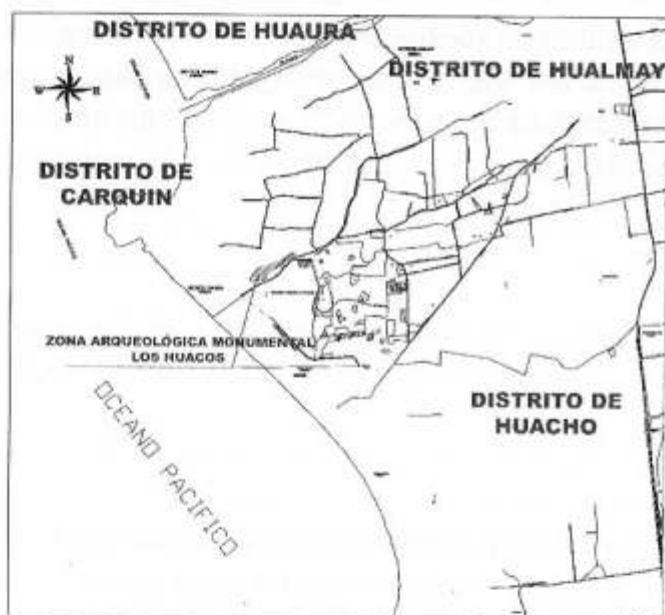 DISTRITO DE HUAURA
DISTRITO DE HUALMAY
N
W E
S
DISTRITO DE
CARQUIN
ZONA ARQUEOLÓGICA MONUMENTAL
LOS HUACOS
DISTRITO DE
HUACHO
OCEANO PACIFICO